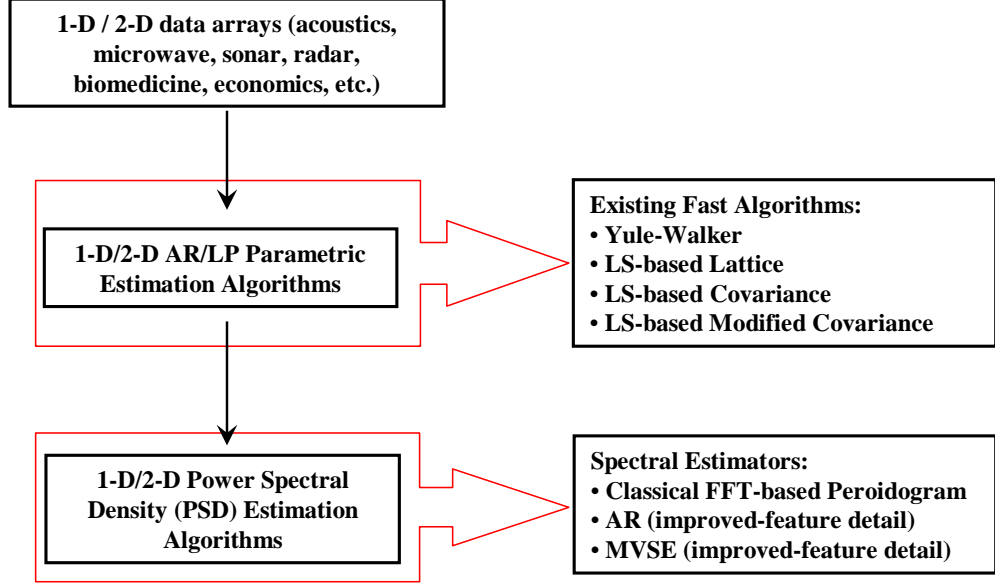 1-D / 2-D data arrays (acoustics,
microwave, sonar, radar,
biomedicine, economics, etc.)
1-D/2-D AR/LP Parametric
Estimation Algorithms
Existing Fast Algorithms:
• Yule-Walker
• LS-based Lattice
• LS-based Covariance
• LS-based Modified Covariance
1-D/2-D Power Spectral
Density (PSD) Estimation
Algorithms
Spectral Estimators:
• Classical FFT-based Peroidogram
• AR (improved-feature detail)
• MVSE (improved-feature detail)